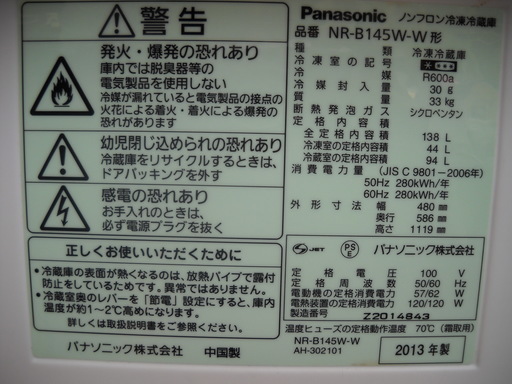 警告
発火・爆発の恐れあり
庫内では脱臭器等の
電気製品を使用しない
冷媒が漏れていると電気製品の接点の
火花による着火・着火による爆発の
恐れがあります
幼児閉じ込められの恐れあり
冷蔵庫をリサイクルするときは、
ドアパッキングを外す
感電の恐れあり
お手入れのときは、
必ず電源プラグを抜く
正しくお使いいただくために
•冷蔵庫の表面が熱くなるのは、放熱パイプで露付
防止をしているためです。異常ではありません。
•冷蔵室奥のレバーを「節電」設定にすると、庫内
温度が約1~2℃高めになります。
詳しくは取扱説明書をご覧ください。
パナソニック株式会社 中国製
Panasonic ノンフロン冷凍冷蔵庫
品番 NR-B145W-W 形
種類 冷凍冷蔵庫
冷凍室の記号
冷媒 R600a
冷媒封入量 30 g
質量 33 kg
断熱発泡ガス シクロペンタン
定格内容積
全定格内容積 138 L
冷凍室の定格内容積 44 L
冷蔵室の定格内容積 94 L
消費電力量 (JIS C 9801-2006年)
50Hz 280kWh/年
60Hz 280kWh/年
外形寸法 幅 480 mm
奥行 586 mm
高さ 1119 mm
S-JET PSE パナソニック株式会社
定格電圧 100 V
定格周波数 50/60 Hz
電動機の定格消費電力 57/62 W
電熱装置の定格消費電力 120/120 W
製造番号 Z2014843
温度ヒューズの定格動作温度 70℃ (霜取用)
NR-B145W-W
AH-302101
2013 年製